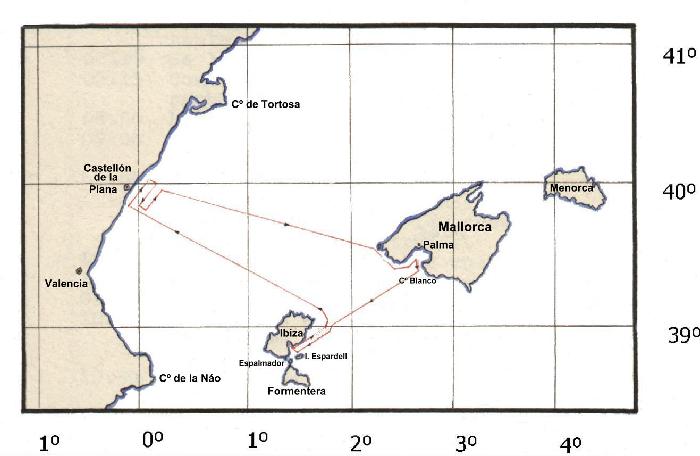 41º
Cº de Tortosa
Castellón
de la
Plana
40º
Menorca
Mallorca
Palma
Valencia
Cº Blanco
39º
Ibiza
I. Espardell
Espalmador
Cº de la Náo
Formentera
1º
0º
1º
2º
3º
4º